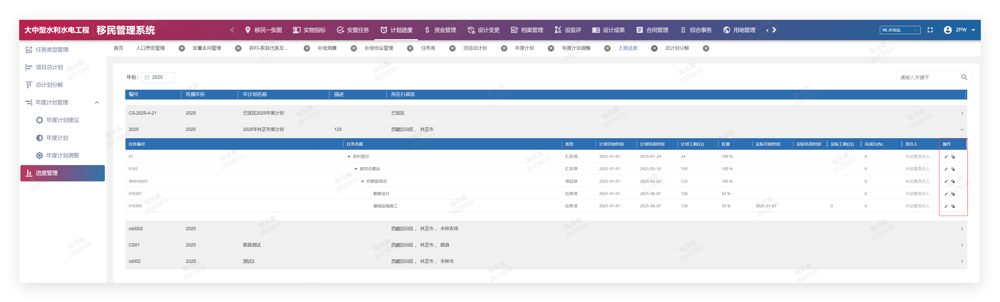 大中型水利水电工程 移民管理系统 移民一张图 实物指标 安置任务 计划进度 资金管理 设计变更 档案管理 设监评 设计成果 合同管理 综合事务 用地管理 ML水电站 ZPW
首页 人口界定管理 安置去向管理 农村-家庭代表及... 补偿测算 补偿协议管理 任务库 项目总计划 年度计划 年度计划调整 上报进度 总计划分解
任务类型管理
项目总计划
总计划分解
年度计划管理
年度计划建议
年度计划
年度计划调整
进度管理
年份： 2025 请输入关键字
编号 所属年份 年计划名称 描述 所在行政区
CS-2025-4-21 2025 巴宜区2025年度计划 巴宜区
2025 2025 2025年林芝年度计划 123 西藏自治区， 林芝市
任务编号 任务名称 类型 计划开始时间 计划结束时间 计划工期(日) 权重 实际开始时间 实际结束时间 实际工期(日) 完成比(%) 责任人 操作
01 农村部分 汇总项 2025-01-01 2025-01-24 24 100 % 0 未设置责任人
0102 居民点建设 汇总项 2025-01-01 2025-05-10 130 100 % 0 未设置责任人
XM010201 坎娘居民点 项目项 2025-01-01 2025-05-03 123 100 % 0 未设置责任人
010301 勘察设计 任务项 2025-01-01 2025-06-07 158 50 % 0 未设置责任人
010305 基础设施施工 任务项 2025-01-01 2025-06-07 158 50 % 2025-01-07 0 0 未设置责任人
cs0002 2025 西藏自治区， 林芝市， 米林农场
CS01 2025 朗县测试 西藏自治区， 林芝市， 朗县
cs002 2025 测试2 西藏自治区， 林芝市， 米林市
陶泽鑫
2023050